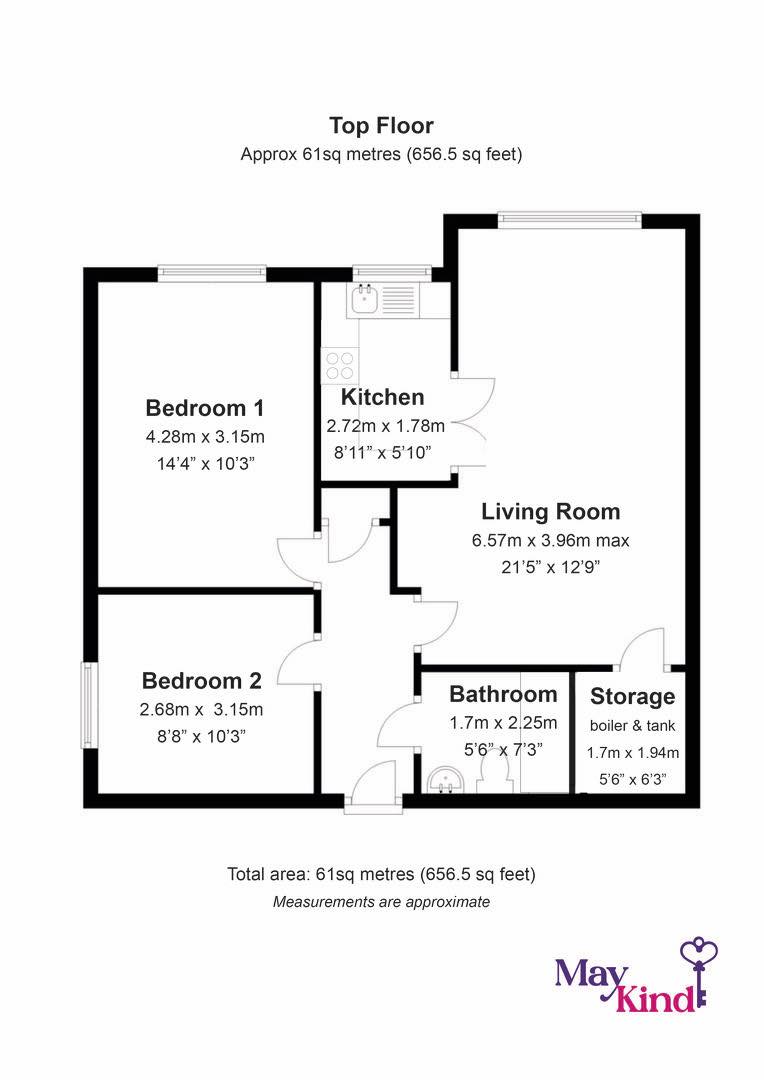 Top Floor
Approx 61sq metres (656.5 sq feet)
Bedroom 1
4.28m x 3.15m
14'4” x 10'3”
Kitchen
2.72m x 1.78m
8'11” x 5'10”
Living Room
6.57m x 3.96m max
21'5” x 12'9”
Bedroom 2
2.68m x 3.15m
8'8” x 10'3”
Bathroom
1.7m x 2.25m
5'6” x 7'3”
Storage
boiler & tank
1.7m x 1.94m
5'6” x 6'3”
Total area: 61sq metres (656.5 sq feet)
Measurements are approximate
May
Kind